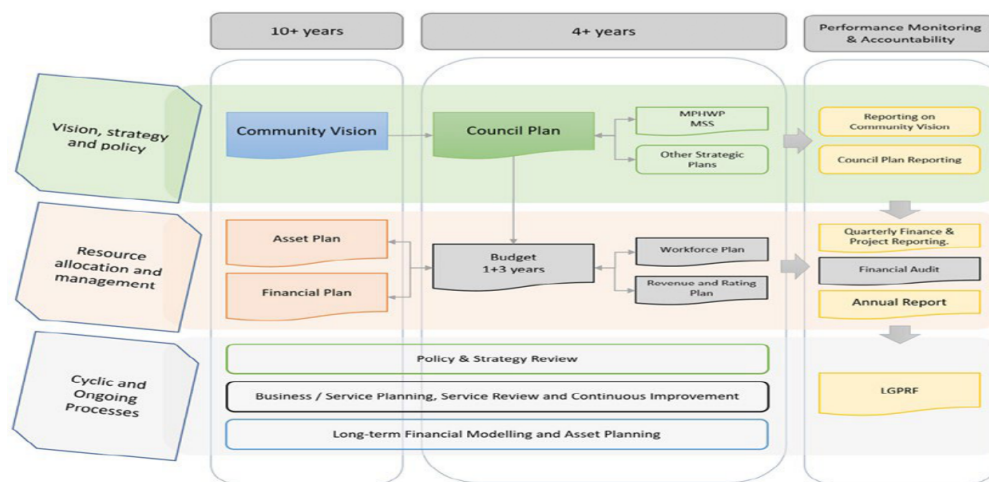 10+ years
4+ years
Performance Monitoring
& Accountability
Vision, strategy
and policy
Community Vision
Council Plan
MPHWP
MSS
Other Strategic
Plans
Reporting on
Community Vision
Council Plan Reporting
Resource
allocation and
management
Asset Plan
Financial Plan
Budget
1+3 years
Workforce Plan
Revenue and Rating
Plan
Quarterly Finance &
Project Reporting.
Financial Audit
Annual Report
Cyclic and
Ongoing
Processes
Policy & Strategy Review
Business / Service Planning, Service Review and Continuous Improvement
Long-term Financial Modelling and Asset Planning
LGPRF